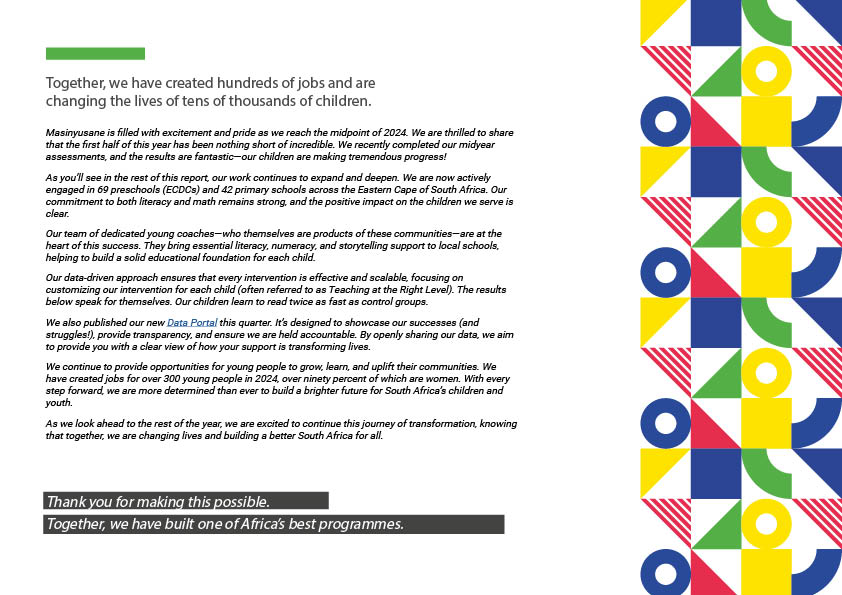 Together, we have created hundreds of jobs and are
changing the lives of tens of thousands of children.
Masinyusane is filled with excitement and pride as we reach the midpoint of 2024. We are thrilled to share
that the first half of this year has been nothing short of incredible. We recently completed our midyear
assessments, and the results are fantastic—our children are making tremendous progress!
As you'll see in the rest of this report, our work continues to expand and deepen. We are now actively
engaged in 69 preschools (ECDCs) and 42 primary schools across the Eastern Cape of South Africa. Our
commitment to both literacy and math remains strong, and the positive impact on the children we serve is
clear.
Our team of dedicated young coaches—who themselves are products of these communities—are at the
heart of this success. They bring essential literacy, numeracy, and storytelling support to local schools,
helping to build a solid educational foundation for each child.
Our data-driven approach ensures that every intervention is effective and scalable, focusing on
customizing our intervention for each child (often referred to as Teaching at the Right Level). The results
below speak for themselves. Our children learn to read twice as fast as control groups.
We also published our new Data Portal this quarter. It's designed to showcase our successes (and
struggles!), provide transparency, and ensure we are held accountable. By openly sharing our data, we aim
to provide you with a clear view of how your support is transforming lives.
We continue to provide opportunities for young people to grow, learn, and uplift their communities. We
have created jobs for over 300 young people in 2024, over ninety percent of which are women. With every
step forward, we are more determined than ever to build a brighter future for South Africa's children and
youth.
As we look ahead to the rest of the year, we are excited to continue this journey of transformation, knowing
that together, we are changing lives and building a better South Africa for all.
Thank you for making this possible.
Together, we have built one of Africa's best programmes.